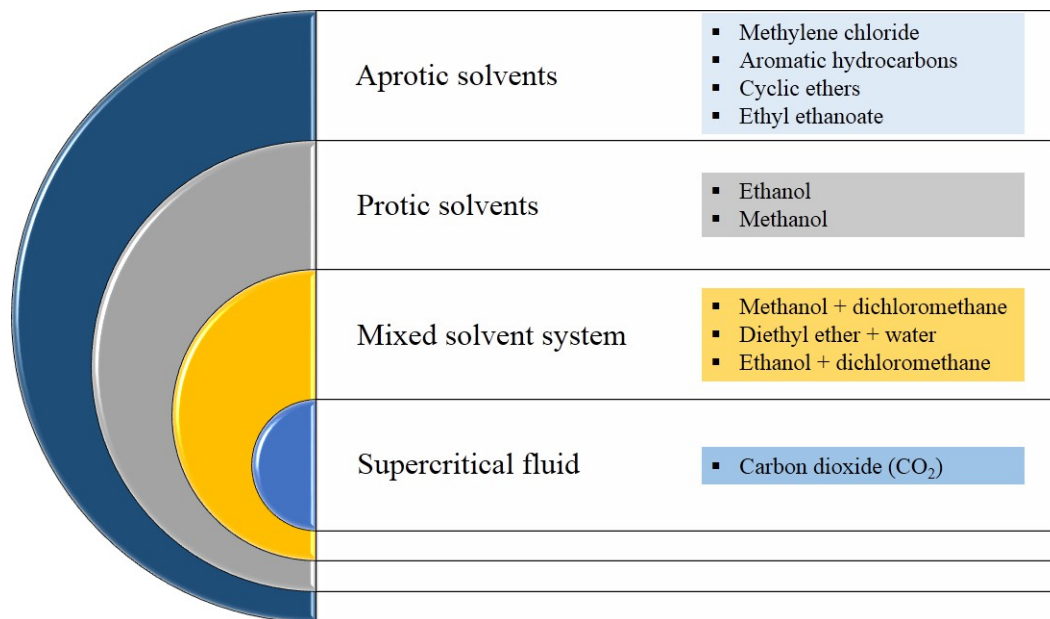 Aprotic solvents
▪ Methylene chloride
▪ Aromatic hydrocarbons
▪ Cyclic ethers
▪ Ethyl ethanoate
Protic solvents
▪ Ethanol
▪ Methanol
Mixed solvent system
▪ Methanol + dichloromethane
▪ Diethyl ether + water
▪ Ethanol + dichloromethane
Supercritical fluid
▪ Carbon dioxide (CO₂)